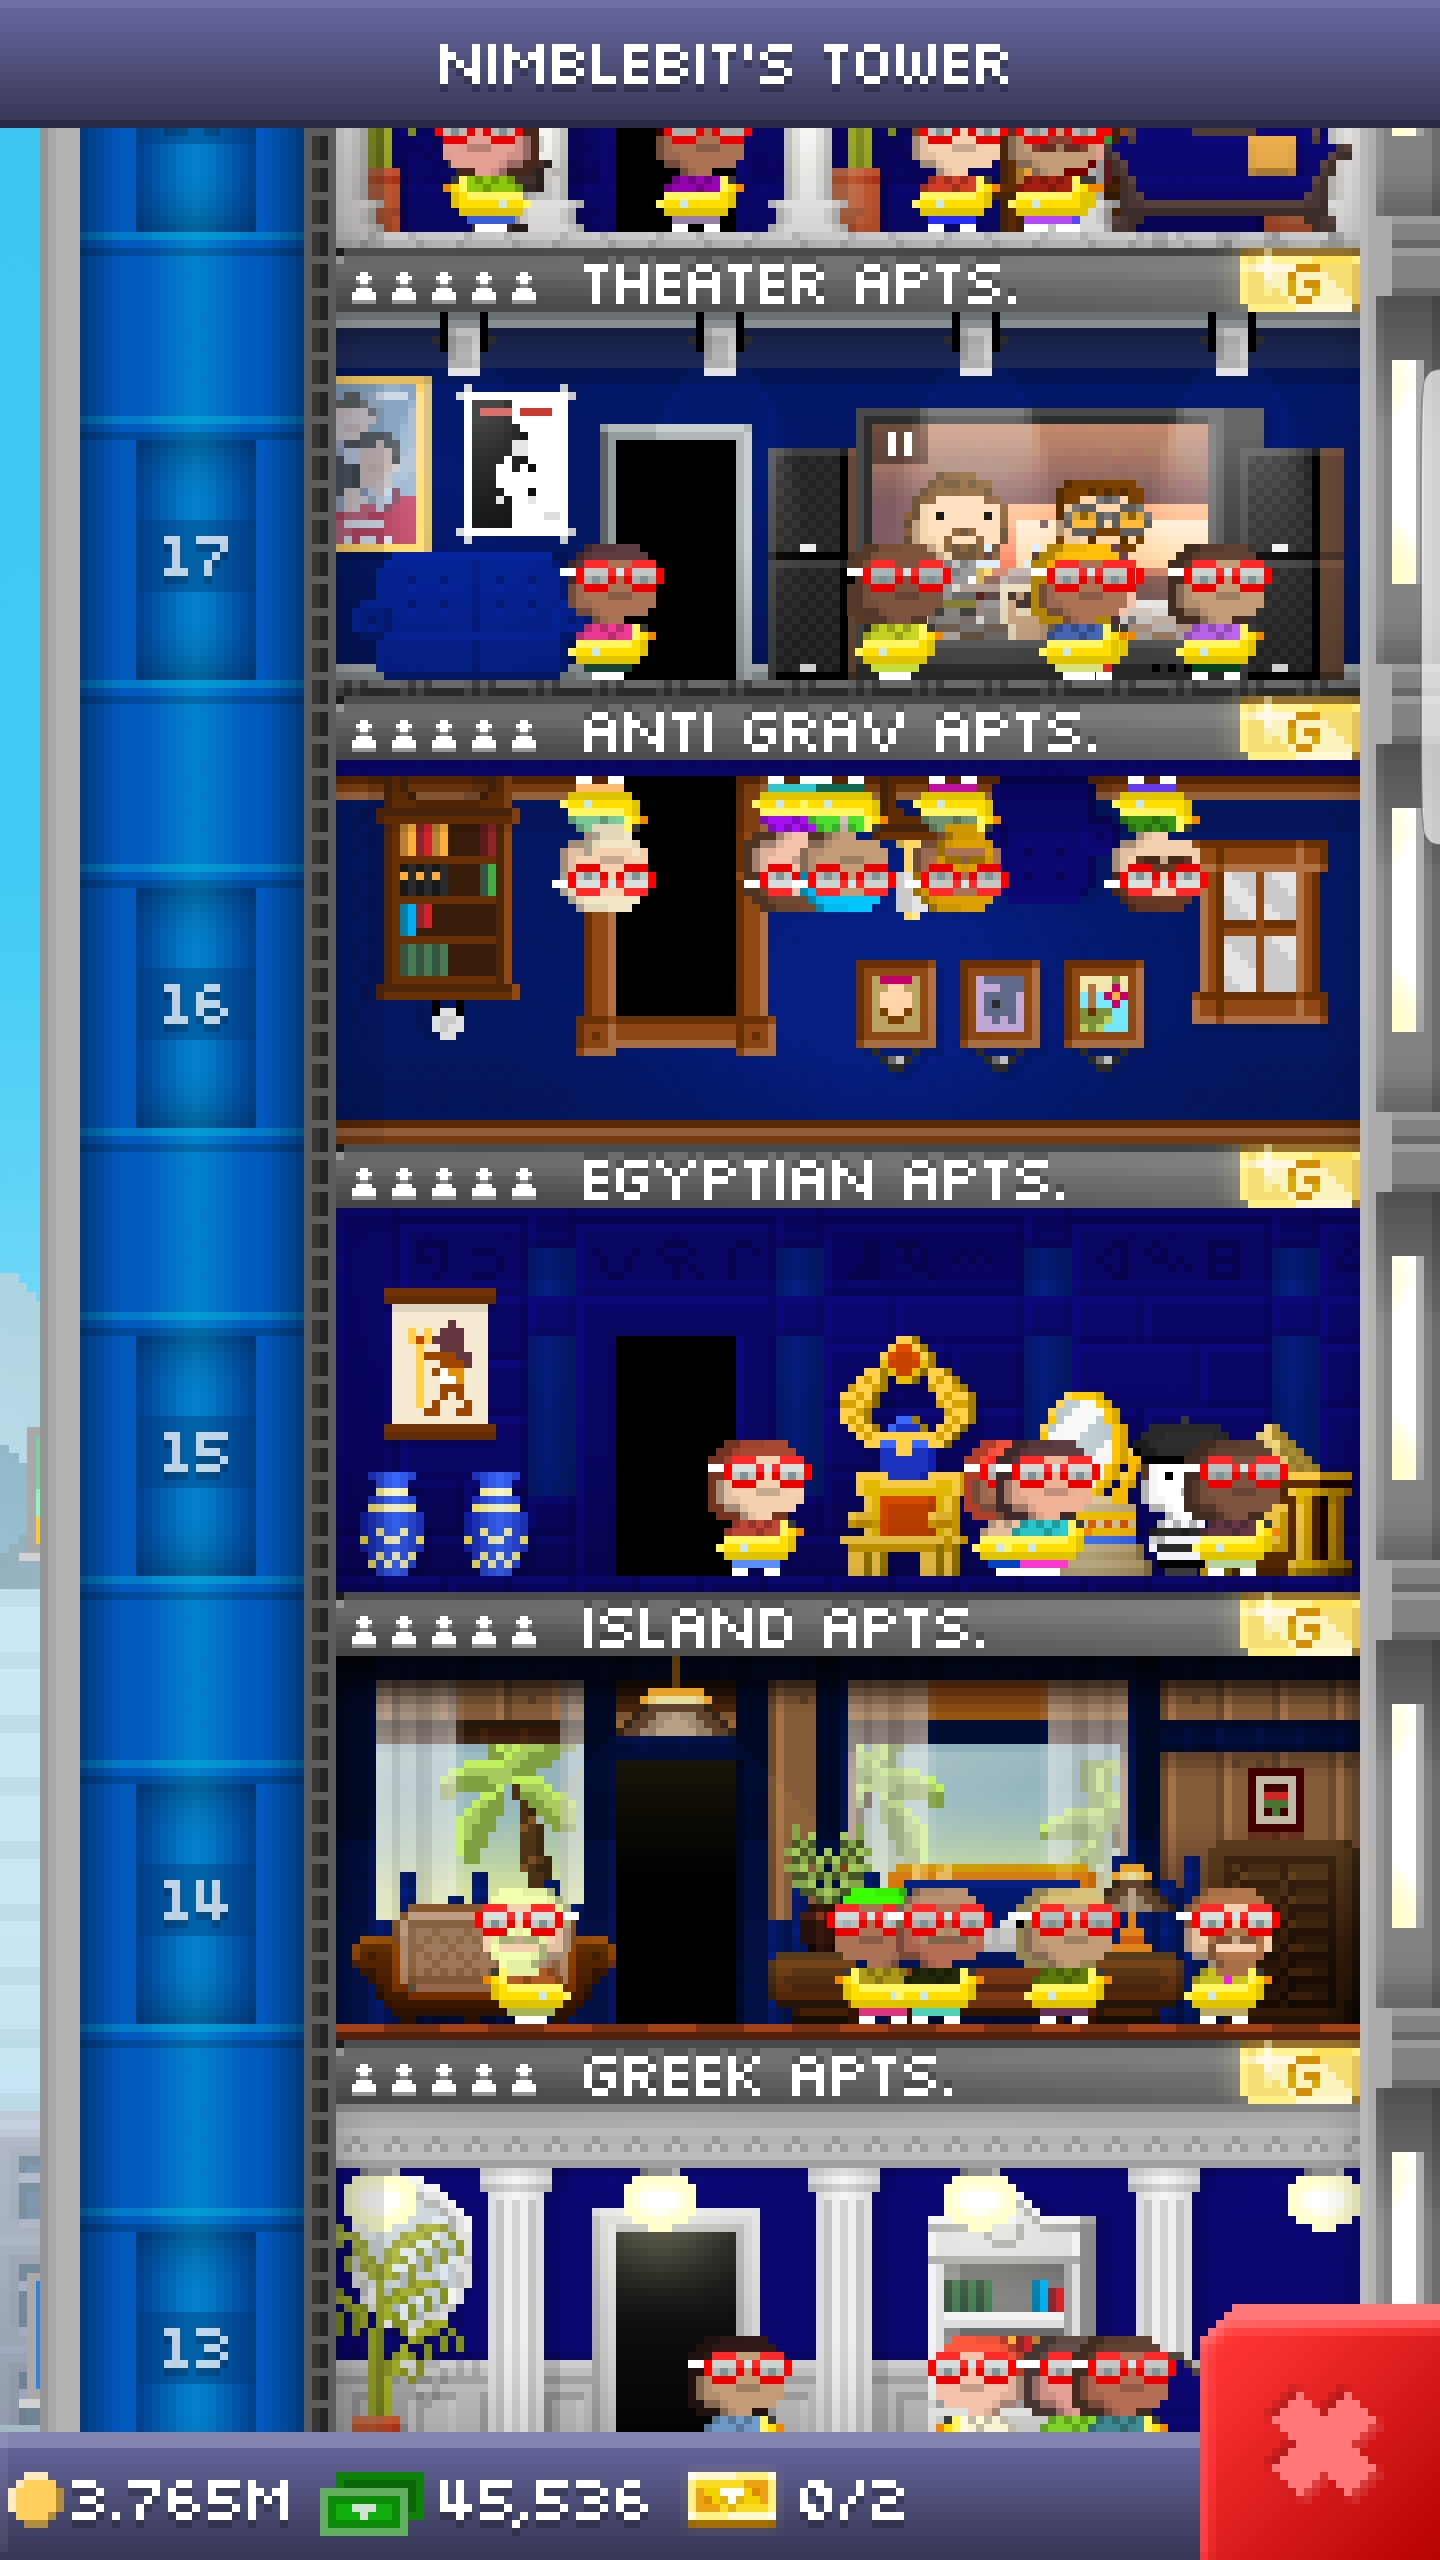 NIMBLEBIT'S TOWER
THEATER APTS. G
17
ANTI GRAV APTS. G
16
EGYPTIAN APTS. G
15
ISLAND APTS. G
14
GREEK APTS. G
13
3.765M 45,536 0/2